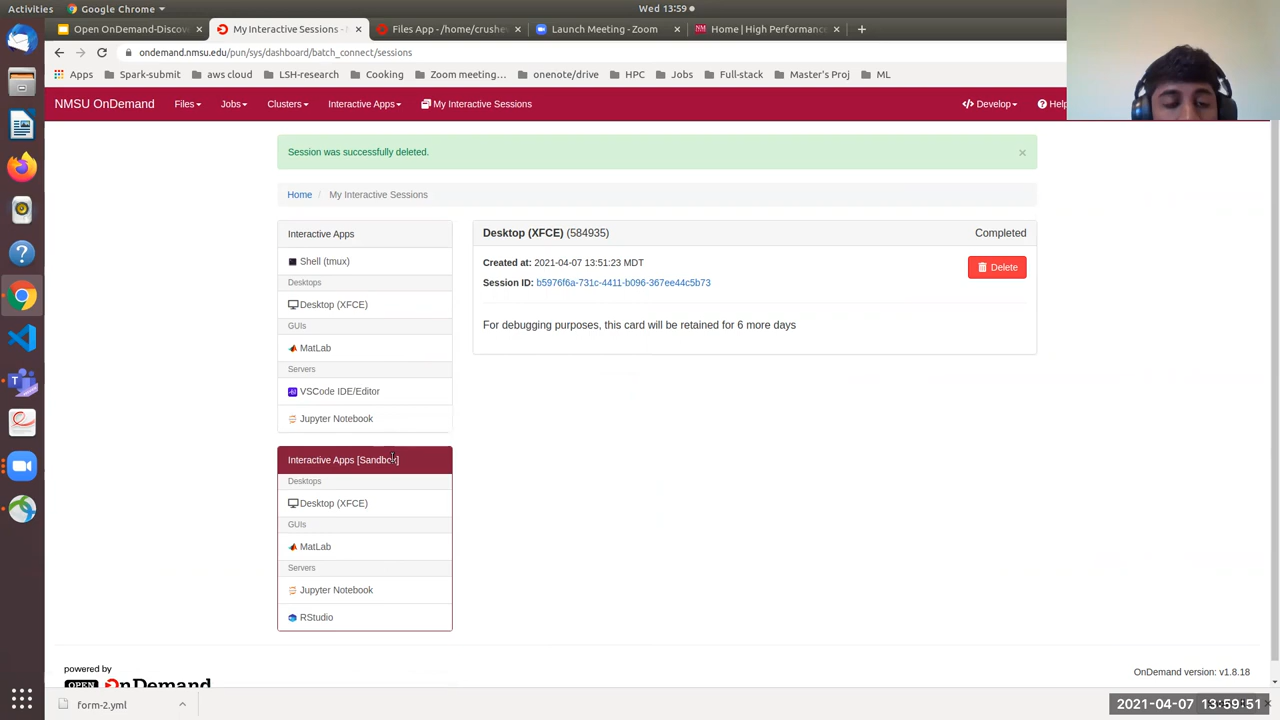 Activities
Google Chrome
Wed 13:59
Open OnDemand-Discov
My Interactive Sessions -
Files App - /home/crushe
Launch Meeting - Zoom
Home | High Performance
ondemand.nmsu.edu/pun/sys/dashboard/batch_connect/sessions
Apps
Spark-submit
aws cloud
LSH-research
Cooking
Zoom meeting...
onenote/drive
HPC
Jobs
Full-stack
Master's Proj
ML
NMSU OnDemand
Files
Jobs
Clusters
Interactive Apps
My Interactive Sessions
</> Develop
Help
Session was successfully deleted.
×
Home / My Interactive Sessions
Interactive Apps
Shell (tmux)
Desktops
Desktop (XFCE)
GUIs
MatLab
Servers
VSCode IDE/Editor
Jupyter Notebook
Interactive Apps [Sandbox]
Desktops
Desktop (XFCE)
GUIs
MatLab
Servers
Jupyter Notebook
RStudio
Desktop (XFCE) (584935)
Completed
Created at: 2021-04-07 13:51:23 MDT
Delete
Session ID: b5976f6a-731c-4411-b096-367ee44c5b73
For debugging purposes, this card will be retained for 6 more days
powered by
OPEN OnDemand
OnDemand version: v1.8.18
form-2.yml
2021-04-07 13:59:51